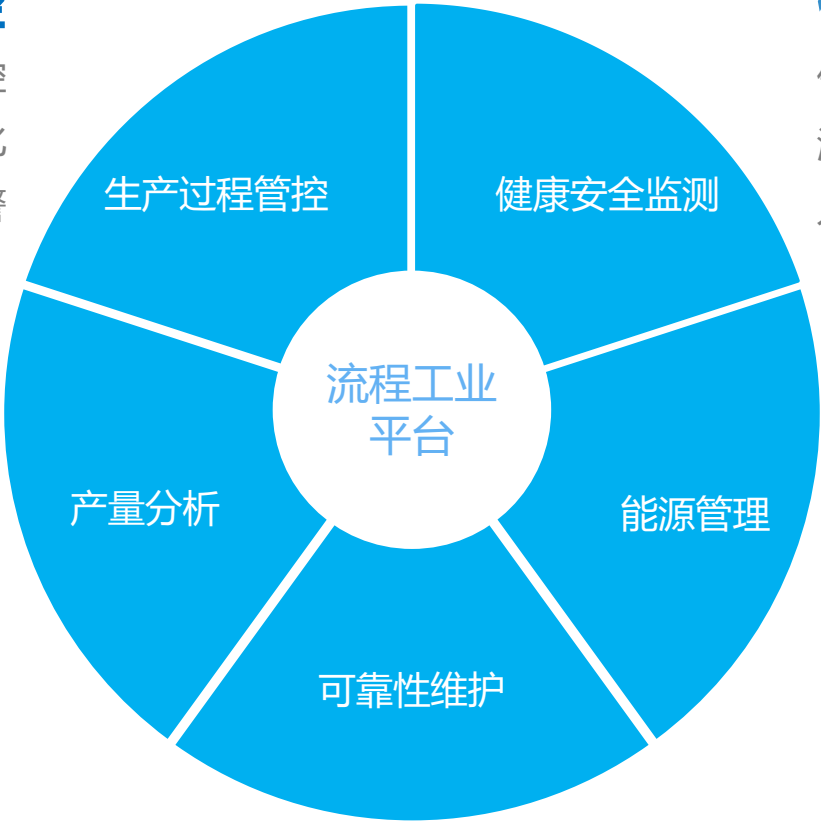 生产过程管控
健康安全监测
流程工业
平台
产量分析
能源管理
可靠性维护